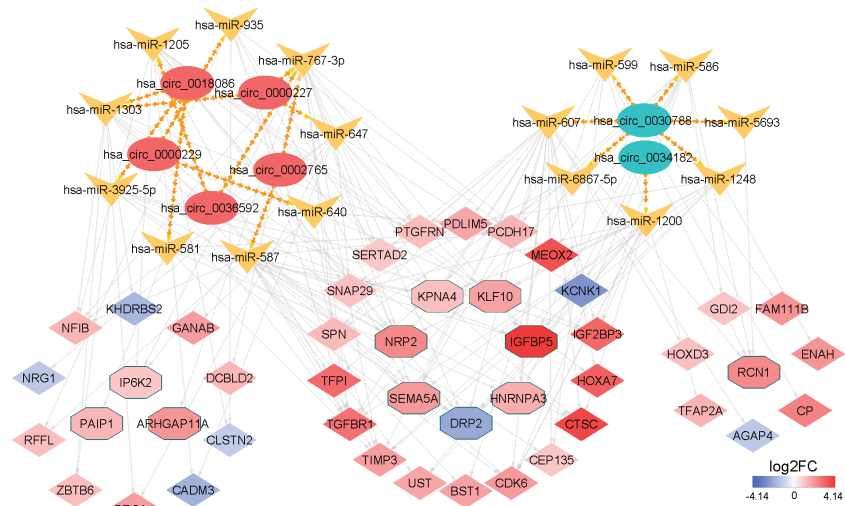 hsa-miR-935
hsa-miR-1205
hsa-miR-767-3p
hsa-miR-599
hsa-miR-586
hsa_circ_0018086
hsa_circ_0000227
hsa-miR-1303
hsa-miR-647
hsa-miR-607
hsa_circ_0030788
hsa-miR-5693
hsa_circ_0000229
hsa_circ_0002765
hsa_circ_0034182
hsa-miR-3925-5p
hsa-miR-6867-5p
hsa-miR-1248
hsa_circ_0036592
hsa-miR-640
hsa-miR-1200
hsa-miR-581
hsa-miR-587
PTGFRN
PDLIM5
PCDH17
SERTAD2
MEOX2
SNAP29
KPNA4
KLF10
KCNK1
KHDRBS2
NFIB
GANAB
SPN
NRP2
IGFBP5
IGF2BP3
GDI2
FAM111B
HOXD3
ENAH
NRG1
IP6K2
DCBLD2
TFPI
SEMA5A
HNRNPA3
HOXA7
RCN1
PAIP1
ARHGAP11A
TGFBR1
DRP2
CTSC
TFAP2A
CP
RFFL
CLSTN2
AGAP4
TIMP3
CEP135
ZBTB6
CADM3
UST
BST1
CDK6
log2FC
-4.14
0
4.14